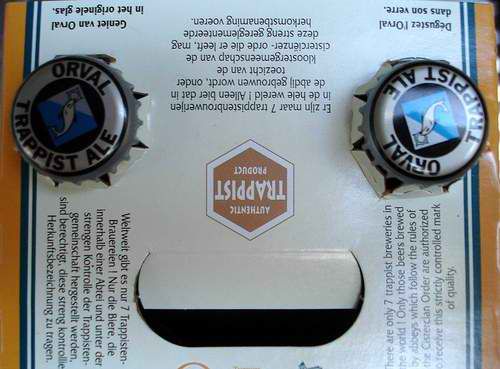 Dégustez l'Orval
dans son verre.
Geniet van Orval
in het originele glas.
Er zijn maar 7 trappistenbrouwerijen
in de hele wereld ! Alleen bier dat in
de abdij gebrouwen wordt, onder
toezicht van de
kloostergemeenschap van de
cisterciënzer- orde die er leeft, mag
deze streng gereglementeerde
herkomstbenaming voeren.
ORVAL
TRAPPIST ALE
ORVAL
TRAPPIST ALE
AUTHENTIC
TRAPPIST
PRODUCT
Weltweit gibt es nur 7 Trappisten-
Brauereien ! Nur die Biere, die
innerhalb einer Abtei und unter der
strengen Kontrolle der Trappisten-
gemeinschaft hergestellt werden,
sind berechtigt, diese streng kontrollierte
Herkunftsbezeichnung zu tragen.
There are only 7 trappist breweries in
the world ! Only those beers brewed
by abbeys which follow the rules of
the Cistercian Order are authorized
to receive this strictly controlled mark
of quality.